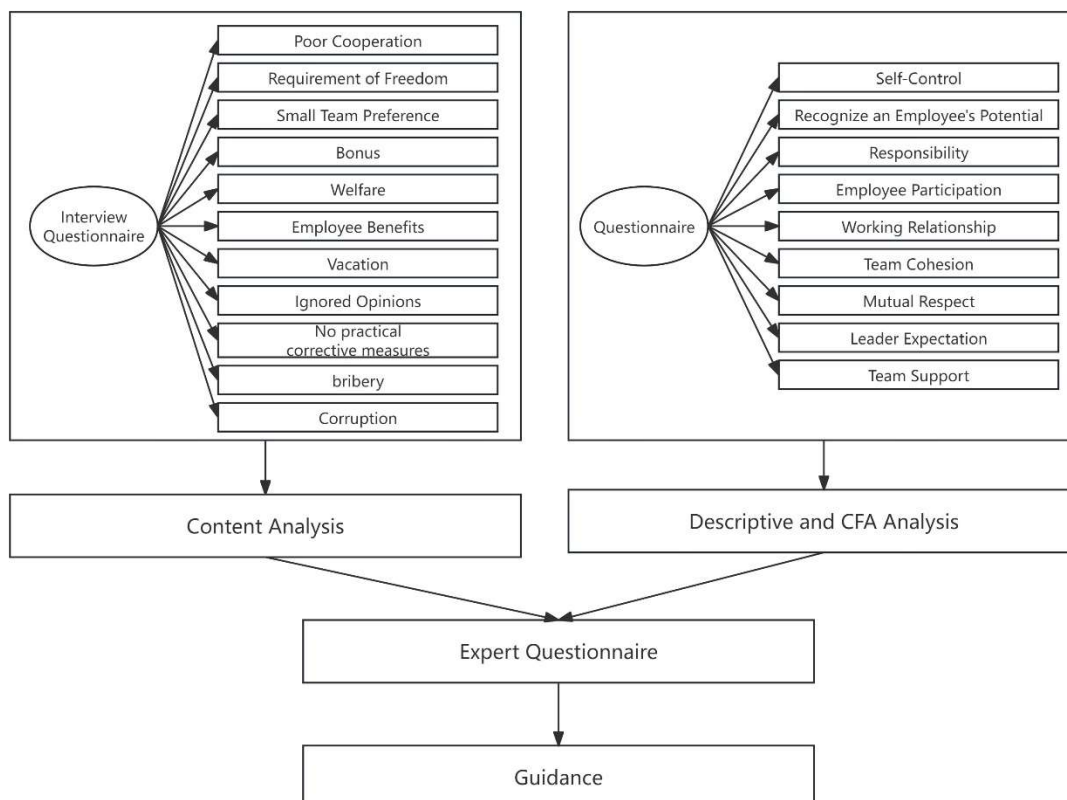 Poor Cooperation
Requirement of Freedom
Small Team Preference
Bonus
Welfare
Interview
Questionnaire
Employee Benefits
Vacation
Ignored Opinions
No practical
corrective measures
bribery
Corruption
Self-Control
Recognize an Employee's Potential
Responsibility
Employee Participation
Questionnaire
Working Relationship
Team Cohesion
Mutual Respect
Leader Expectation
Team Support
Content Analysis
Descriptive and CFA Analysis
Expert Questionnaire
Guidance